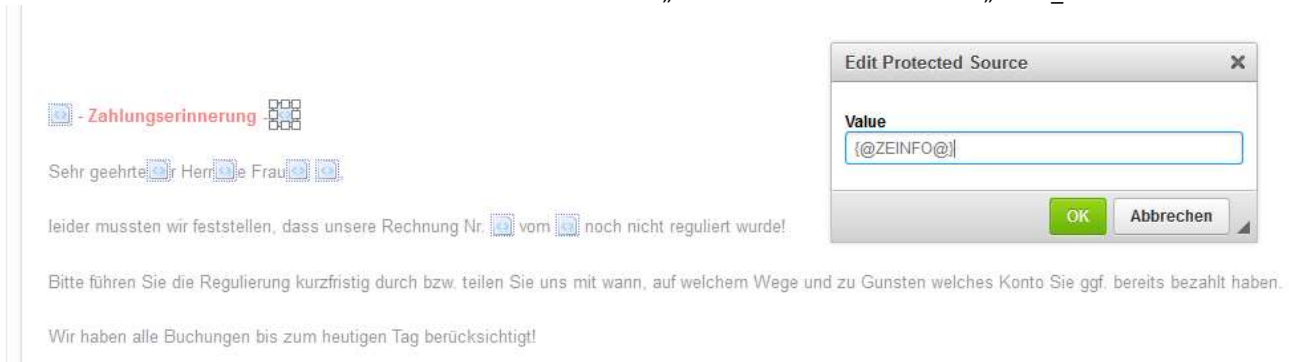 Edit Protected Source
- Zahlungserinnerung -
Value
{@ZEINFO@}
Sehr geehrte r Herr e Frau ,
leider mussten wir feststellen, dass unsere Rechnung Nr. vom noch nicht reguliert wurde!
OK Abbrechen
Bitte führen Sie die Regulierung kurzfristig durch bzw. teilen Sie uns mit wann, auf welchem Wege und zu Gunsten welches Konto Sie ggf. bereits bezahlt haben.
Wir haben alle Buchungen bis zum heutigen Tag berücksichtigt!